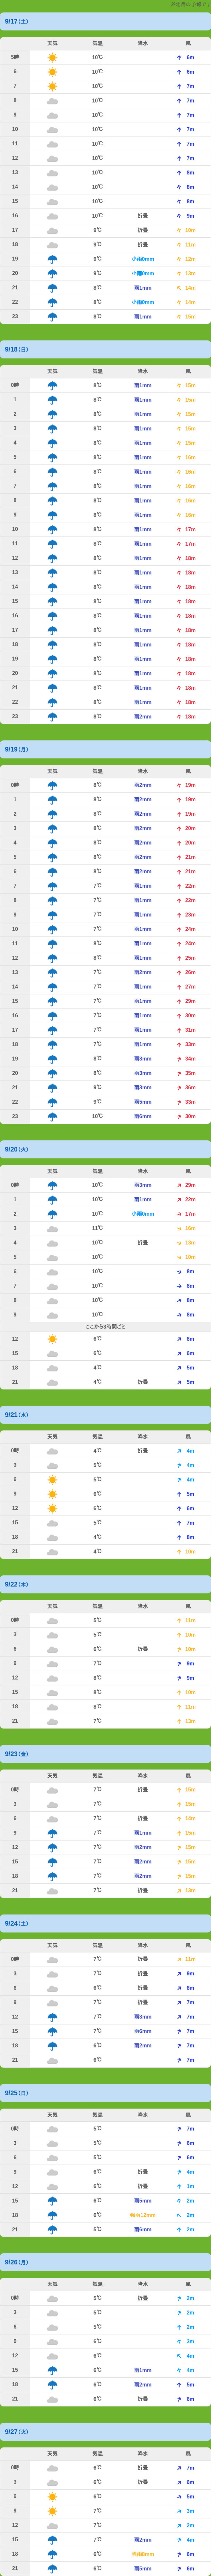 の予報です
9/17(土)
天気 気温 降水 風
5時 10℃ 6m
6 10℃ 6m
7 10℃ 7m
8 10℃ 7m
9 10℃ 7m
10 10℃ 7m
11 10℃ 7m
12 10℃ 7m
13 10℃ 8m
14 10℃ 8m
15 10℃ 8m
16 10℃ 折畳 9m
17 9℃ 折畳 10m
18 9℃ 折畳 11m
19 9℃ 小雨0mm 12m
20 9℃ 小雨0mm 13m
21 8℃ 雨1mm 14m
22 8℃ 小雨0mm 14m
23 8℃ 雨1mm 15m
9/18(日)
天気 気温 降水 風
0時 8℃ 雨1mm 15m
1 8℃ 雨1mm 15m
2 8℃ 雨1mm 15m
3 8℃ 雨1mm 15m
4 8℃ 雨1mm 15m
5 8℃ 雨1mm 16m
6 8℃ 雨1mm 16m
7 8℃ 雨1mm 16m
8 8℃ 雨1mm 16m
9 8℃ 雨1mm 16m
10 8℃ 雨1mm 17m
11 8℃ 雨1mm 17m
12 8℃ 雨1mm 18m
13 8℃ 雨1mm 18m
14 8℃ 雨1mm 18m
15 8℃ 雨1mm 18m
16 8℃ 雨1mm 18m
17 8℃ 雨1mm 18m
18 8℃ 雨1mm 18m
19 8℃ 雨1mm 18m
20 8℃ 雨1mm 18m
21 8℃ 雨1mm 18m
22 8℃ 雨1mm 18m
23 8℃ 雨2mm 18m
9/19(月)
天気 気温 降水 風
0時 8℃ 雨2mm 19m
1 8℃ 雨2mm 19m
2 8℃ 雨2mm 19m
3 8℃ 雨2mm 20m
4 8℃ 雨2mm 20m
5 8℃ 雨2mm 21m
6 8℃ 雨2mm 21m
7 7℃ 雨1mm 22m
8 7℃ 雨1mm 22m
9 7℃ 雨1mm 23m
10 7℃ 雨1mm 24m
11 8℃ 雨1mm 24m
12 8℃ 雨1mm 25m
13 7℃ 雨2mm 26m
14 7℃ 雨1mm 27m
15 7℃ 雨1mm 29m
16 7℃ 雨1mm 30m
17 7℃ 雨1mm 31m
18 7℃ 雨1mm 33m
19 8℃ 雨3mm 34m
20 8℃ 雨3mm 35m
21 9℃ 雨3mm 36m
22 9℃ 雨5mm 33m
23 10℃ 雨6mm 30m
9/20(火)
天気 気温 降水 風
0時 10℃ 雨3mm 29m
1 10℃ 雨1mm 22m
2 10℃ 小雨0mm 17m
3 11℃ 16m
4 10℃ 折畳 13m
5 10℃ 10m
6 10℃ 8m
7 10℃ 8m
8 10℃ 8m
9 10℃ 8m
ここから3時間ごと
12 6℃ 8m
15 6℃ 6m
18 4℃ 5m
21 4℃ 折畳 5m
9/21(水)
天気 気温 降水 風
0時 4℃ 折畳 4m
3 5℃ 4m
6 5℃ 4m
9 6℃ 5m
12 6℃ 6m
15 5℃ 7m
18 4℃ 8m
21 4℃ 10m
9/22(木)
天気 気温 降水 風
0時 5℃ 11m
3 5℃ 10m
6 6℃ 折畳 10m
9 7℃ 9m
12 8℃ 9m
15 8℃ 10m
18 8℃ 11m
21 7℃ 13m
9/23(金)
天気 気温 降水 風
0時 7℃ 折畳 15m
3 7℃ 15m
6 7℃ 折畳 14m
9 7℃ 雨1mm 15m
12 7℃ 雨2mm 15m
15 7℃ 雨2mm 15m
18 7℃ 雨2mm 15m
21 7℃ 折畳 13m
9/24(土)
天気 気温 降水 風
0時 7℃ 折畳 11m
3 7℃ 折畳 9m
6 6℃ 折畳 8m
9 7℃ 折畳 7m
12 7℃ 雨3mm 7m
15 7℃ 雨6mm 7m
18 6℃ 雨2mm 7m
21 6℃ 7m
9/25(日)
天気 気温 降水 風
0時 5℃ 7m
3 5℃ 6m
6 5℃ 6m
9 6℃ 折畳 4m
12 6℃ 折畳 1m
15 6℃ 雨5mm 2m
18 6℃ 強雨12mm 2m
21 5℃ 雨6mm 2m
9/26(月)
天気 気温 降水 風
0時 5℃ 折畳 2m
3 5℃ 2m
6 5℃ 2m
9 6℃ 3m
12 6℃ 4m
15 6℃ 雨1mm 4m
18 6℃ 雨2mm 5m
21 6℃ 折畳 6m
9/27(火)
天気 気温 降水 風
0時 6℃ 折畳 7m
3 6℃ 折畳 6m
6 6℃ 5m
9 7℃ 3m
12 7℃ 2m
15 7℃ 雨2mm 4m
18 6℃ 強雨8mm 6m
21 6℃ 雨5mm 6m